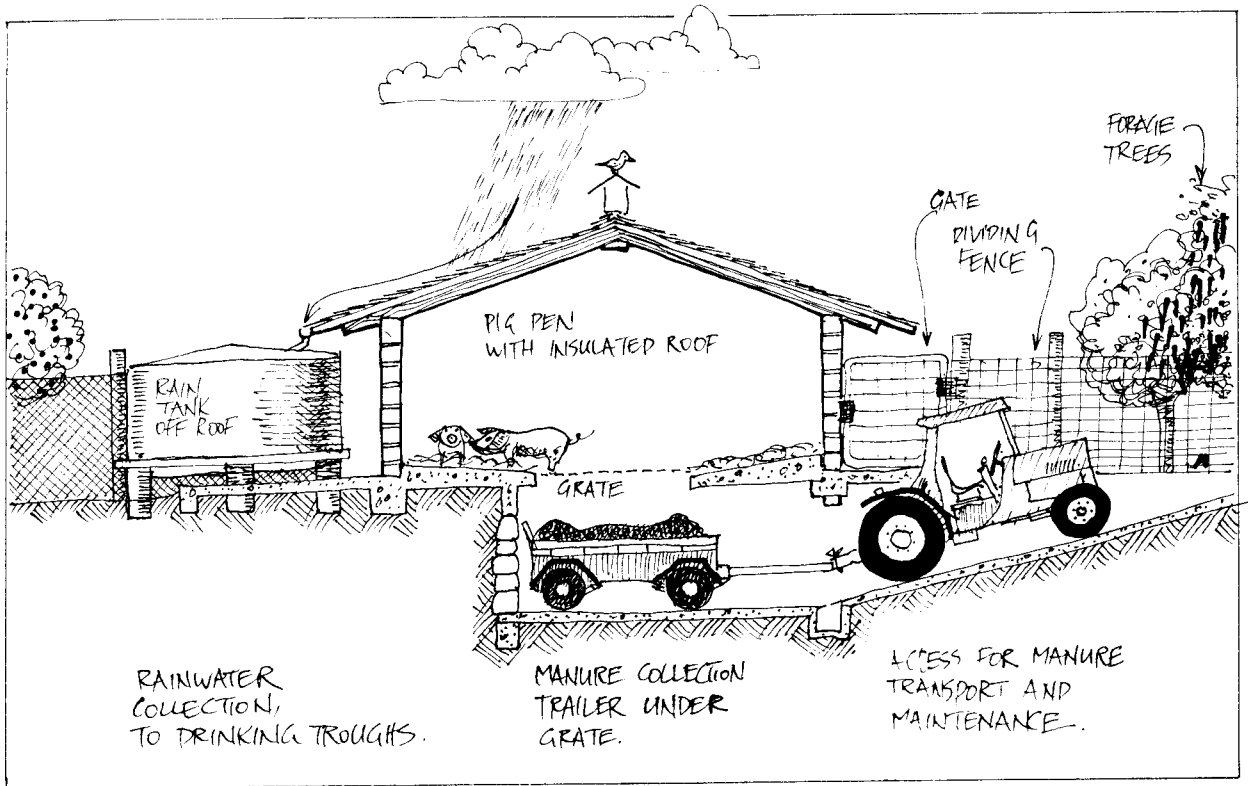 FORAGE
TREES
GATE
DIVIDING
FENCE
PIG PEN
WITH INSULATED ROOF
RAIN
TANK
OFF ROOF
GRATE
RAINWATER
COLLECTION,
TO DRINKING TROUGHS.
MANURE COLLECTION
TRAILER UNDER
GRATE.
ACCESS FOR MANURE
TRANSPORT AND
MAINTENANCE.